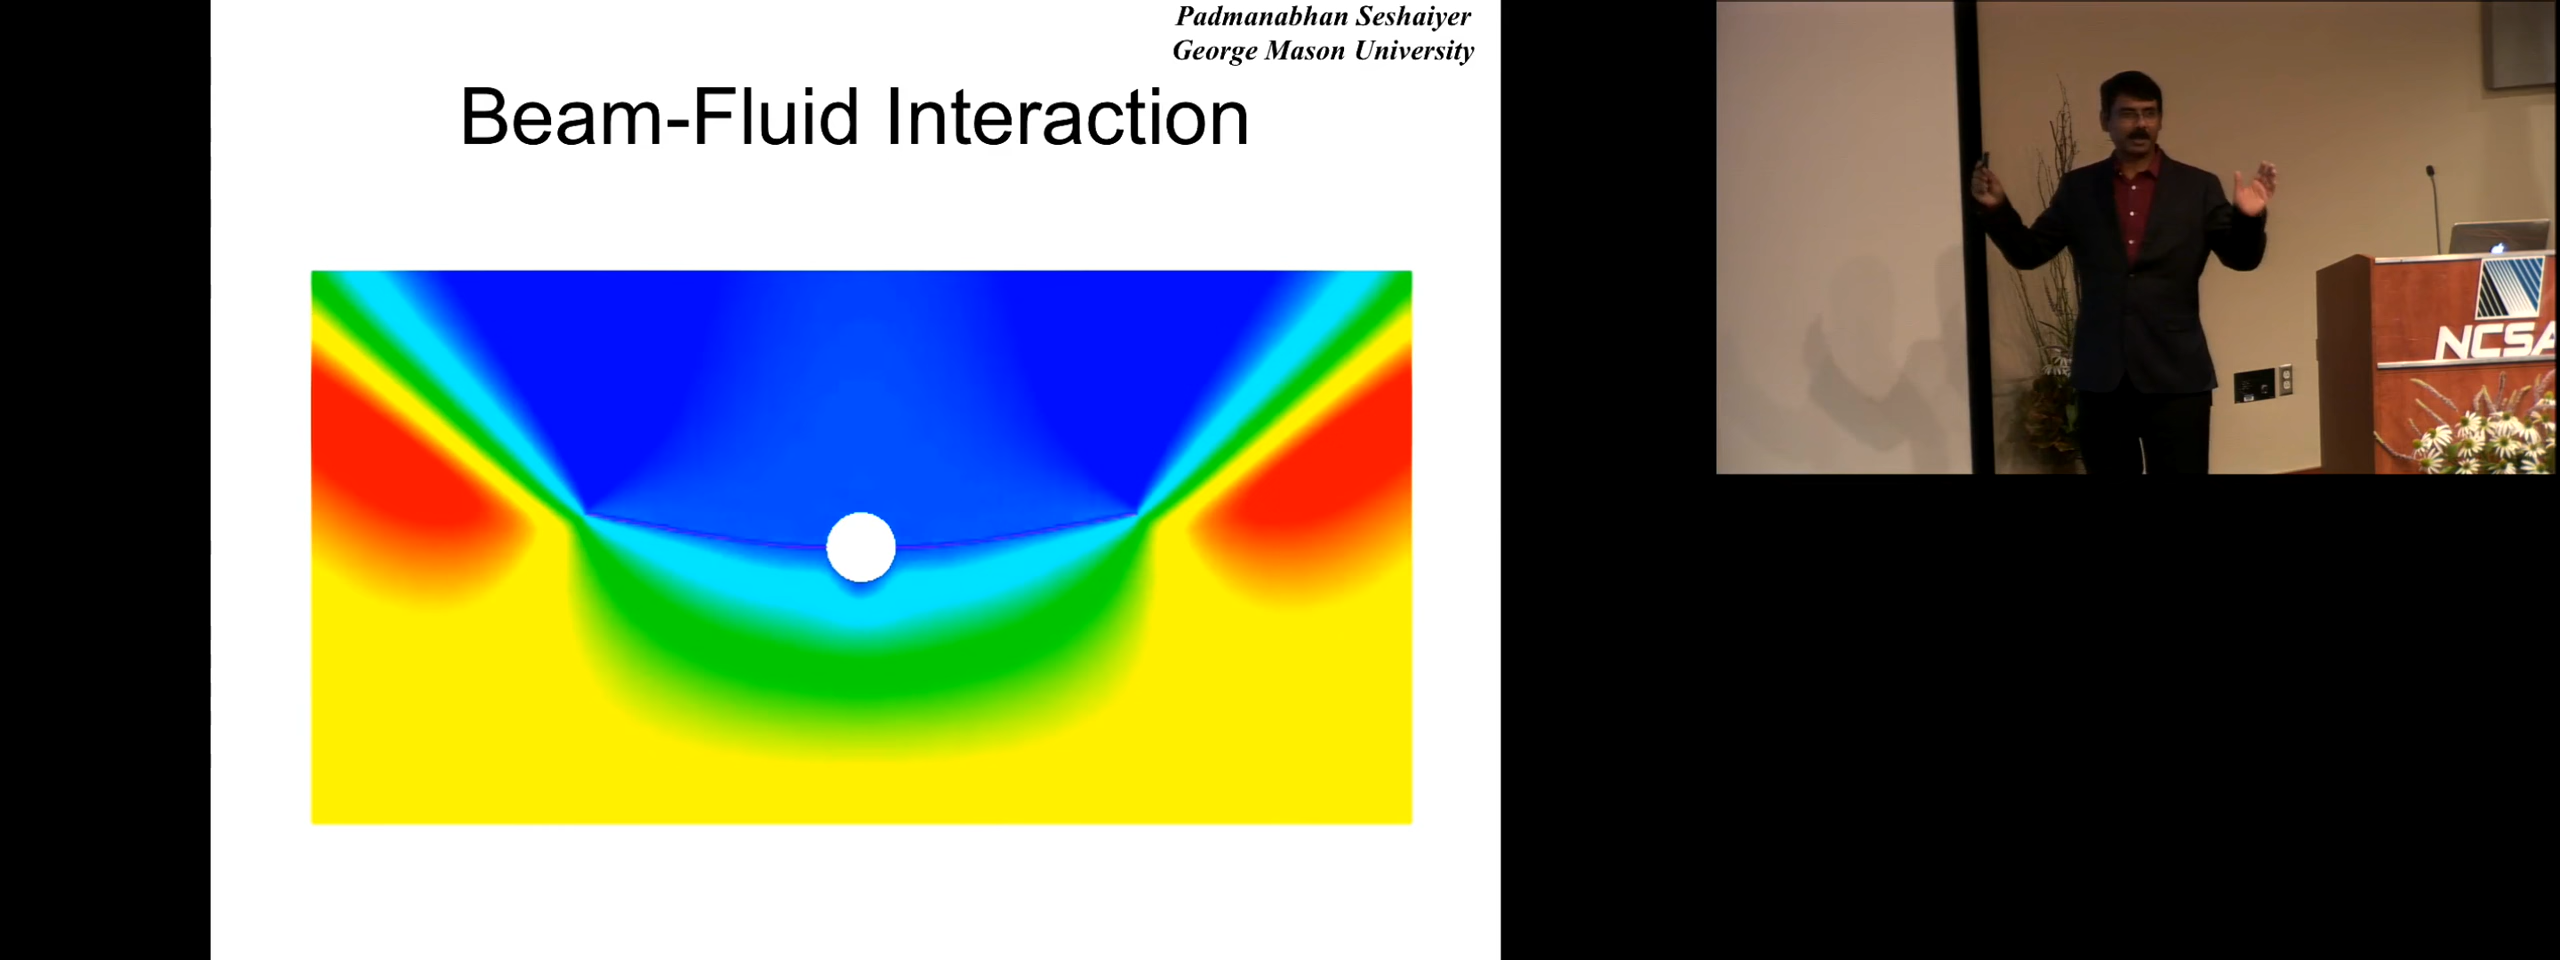 Padmanabhan Seshaiyer
George Mason University
Beam-Fluid Interaction
NCSA